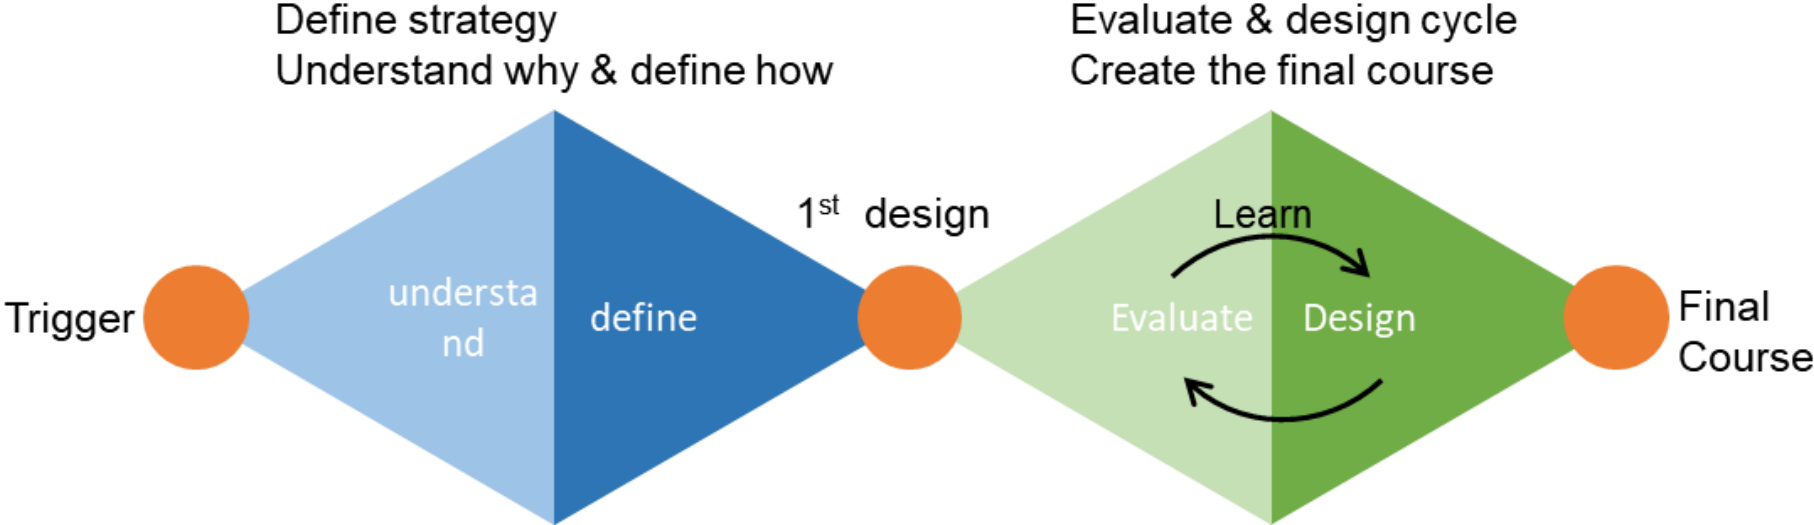 Define strategy
Understand why & define how
Evaluate & design cycle
Create the final course
Trigger
understa
nd
define
1st design
Learn
Evaluate
Design
Final
Course